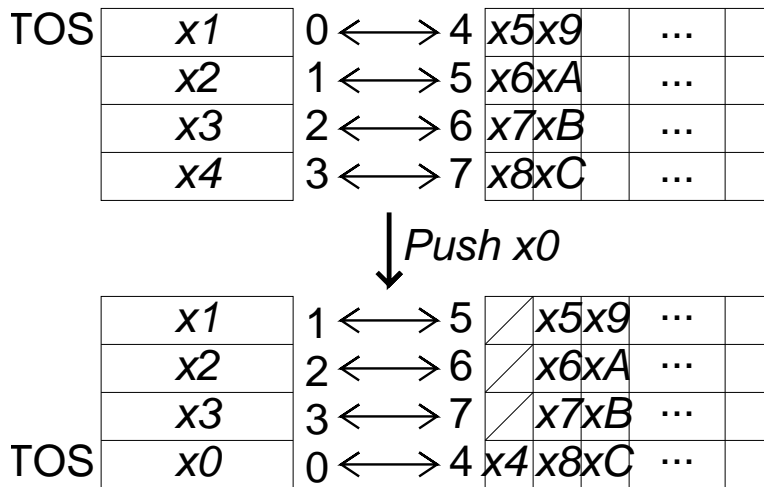 TOS x1 0 4 x5 x9 ...
x2 1 5 x6 xA ...
x3 2 6 x7 xB ...
x4 3 7 x8 xC ...
Push x0
x1 1 5 x5 x9 ...
x2 2 6 x6 xA ...
x3 3 7 x7 xB ...
TOS x0 0 4 x4 x8 xC ...